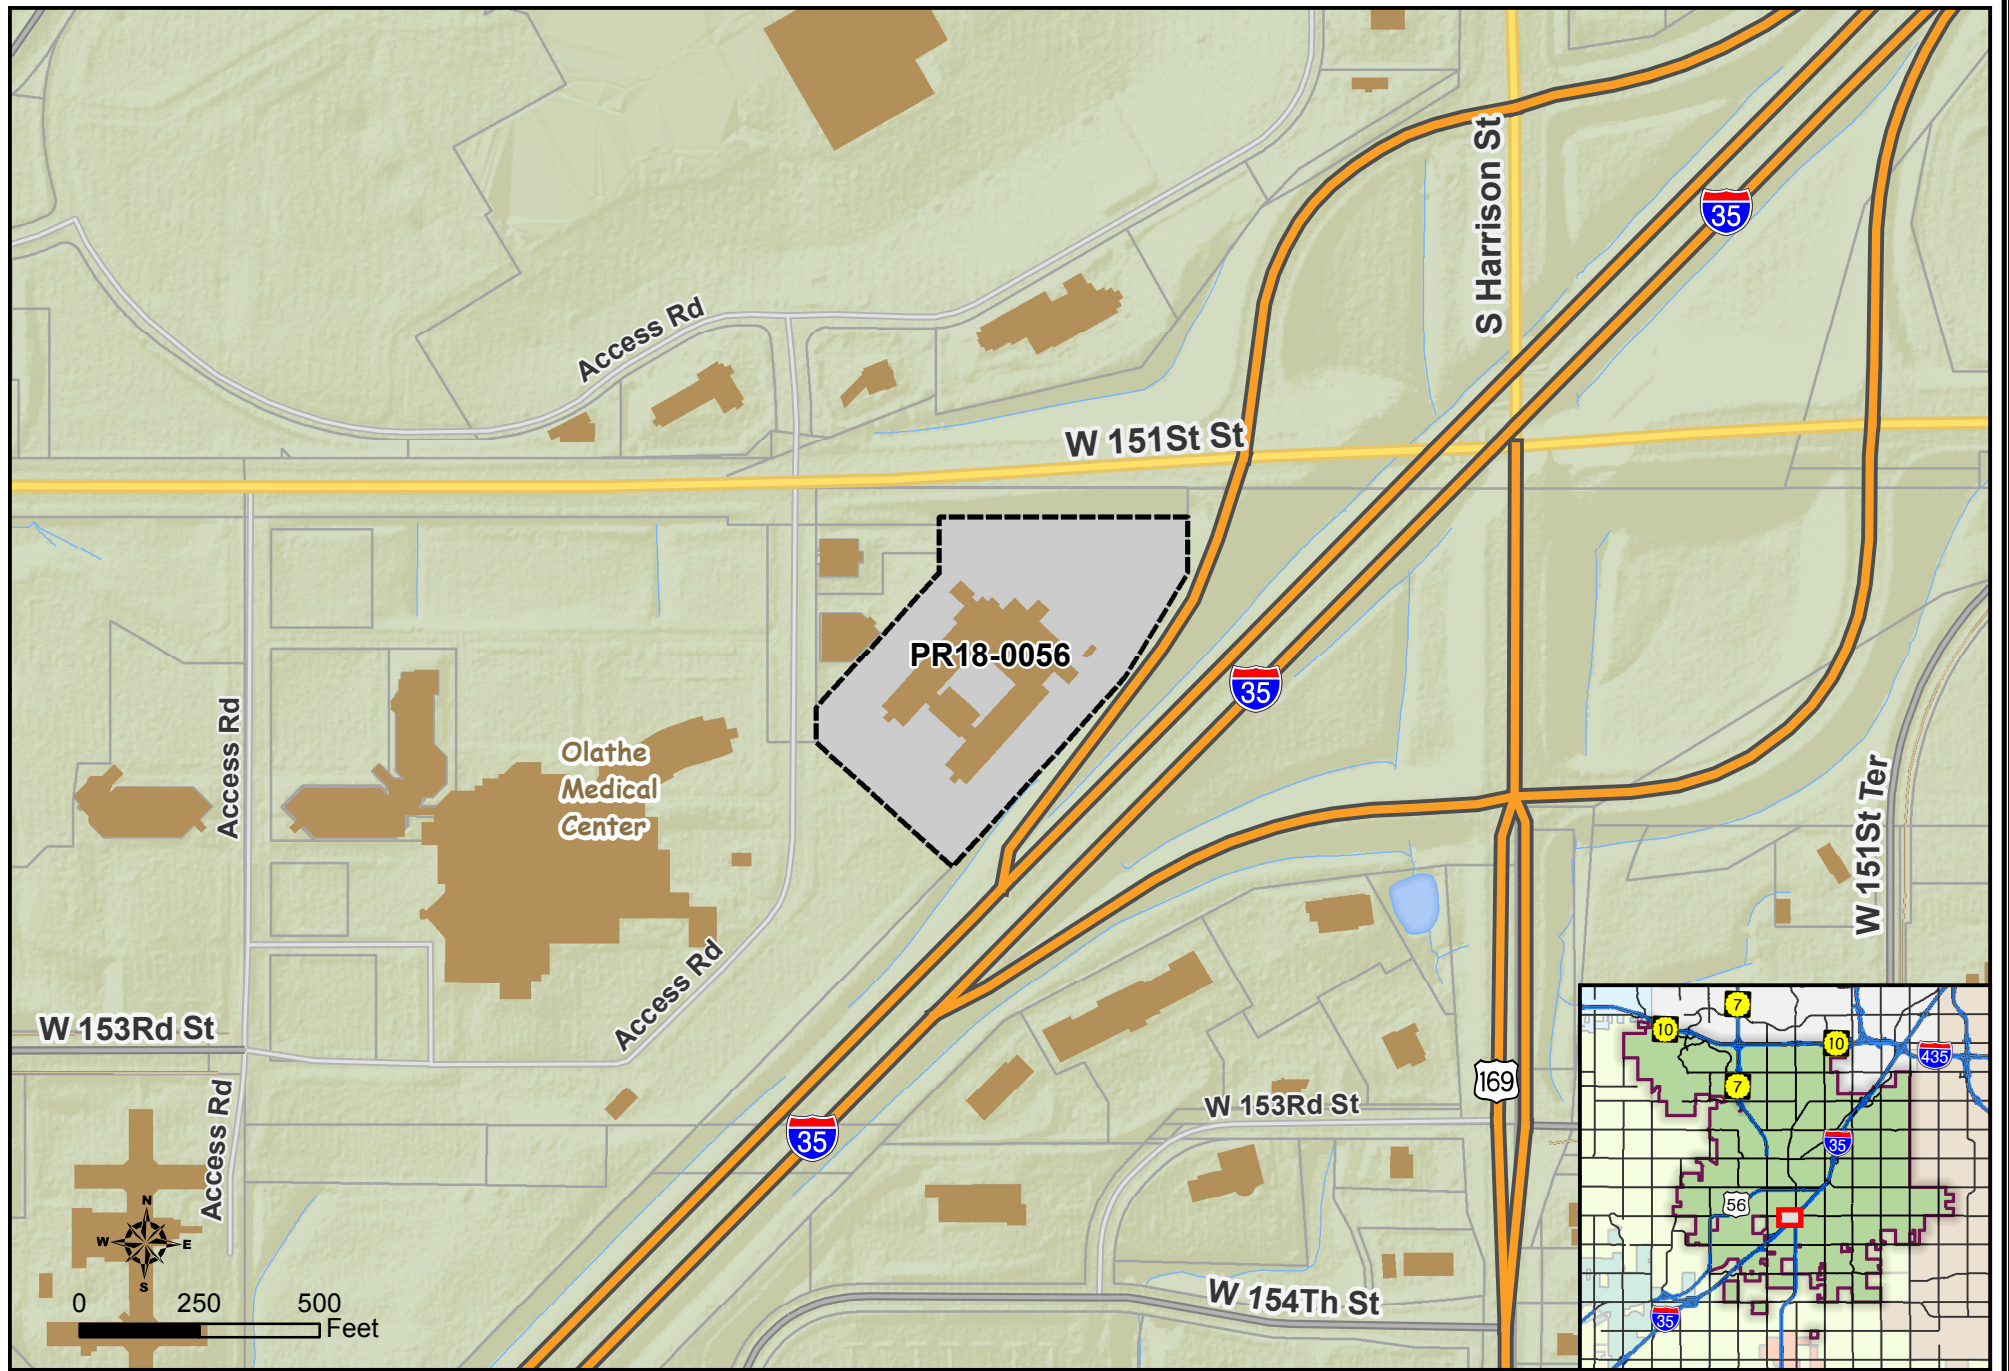 S Harrison St
35
Access Rd
W 151St St
PR18-0056
35
Access Rd
Olathe
Medical
Center
W 151St Ter
Access Rd
W 153Rd St
169
W 153Rd St
35
Access Rd
W 154Th St
N
W
E
S
0
250
500
Feet
7
10
10
435
7
35
56
35